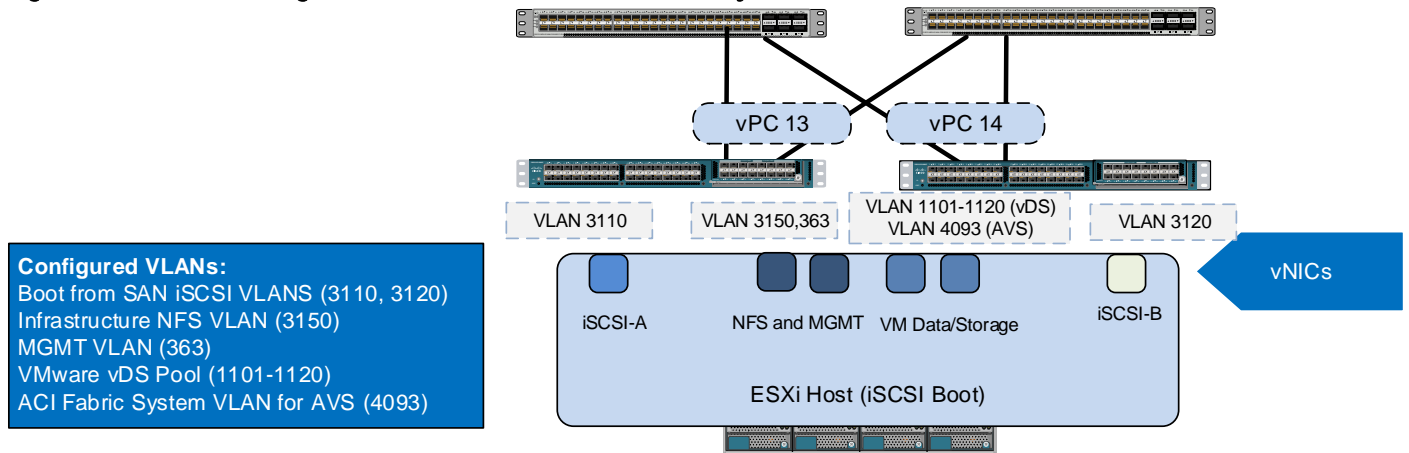 vPC 13
vPC 14
VLAN 3110
VLAN 3150,363
VLAN 1101-1120 (vDS)
VLAN 4093 (AVS)
VLAN 3120
Configured VLANs:
Boot from SAN iSCSI VLANS (3110, 3120)
Infrastructure NFS VLAN (3150)
MGMT VLAN (363)
VMware vDS Pool (1101-1120)
ACI Fabric System VLAN for AVS (4093)
vNICs
iSCSI-A
NFS and MGMT
VM Data/Storage
iSCSI-B
ESXi Host (iSCSI Boot)